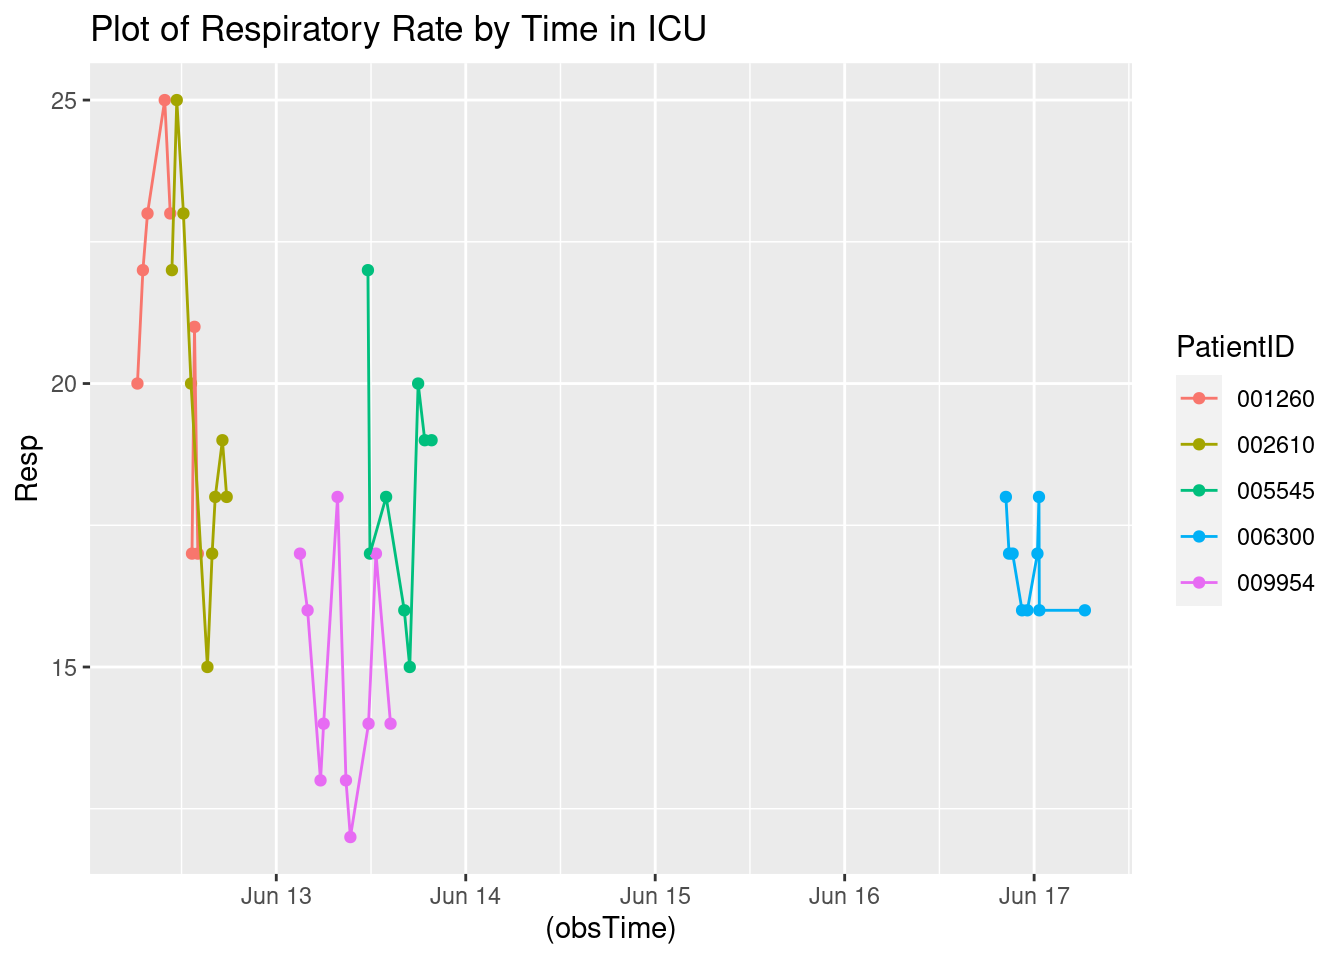 Plot of Respiratory Rate by Time in ICU
25
20
15
Resp
Jun 13 Jun 14 Jun 15 Jun 16 Jun 17
(obsTime)
PatientID
001260
002610
005545
006300
009954